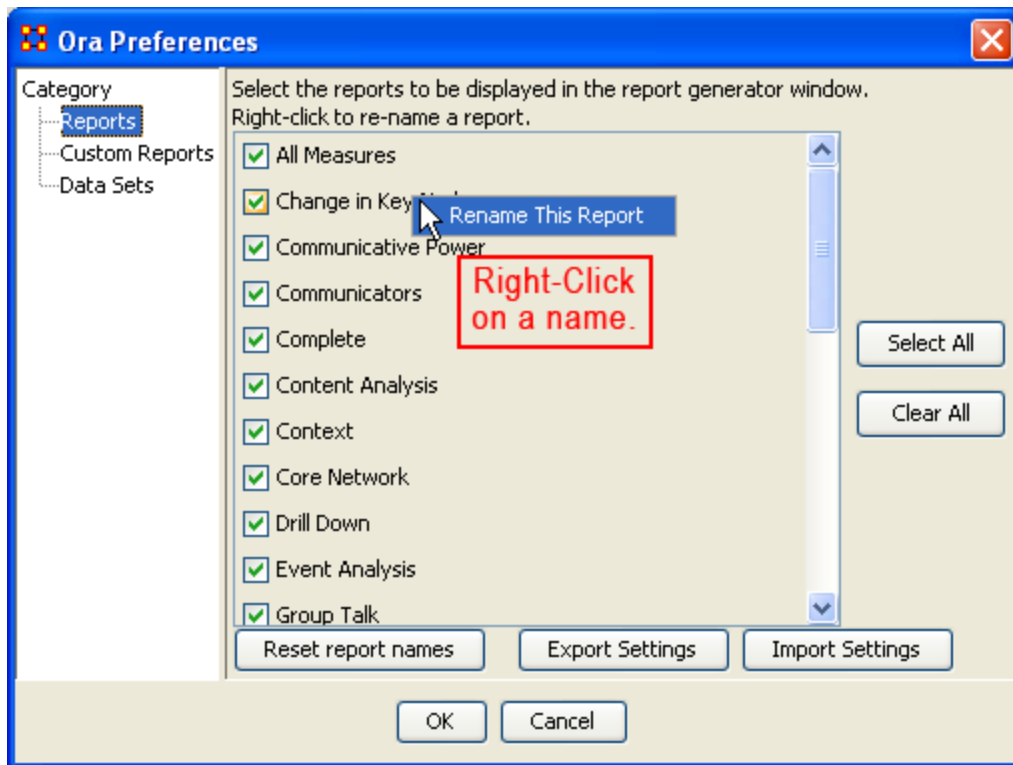 Ora Preferences
Category
Reports
Custom Reports
Data Sets
Select the reports to be displayed in the report generator window.
Right-click to re-name a report.
All Measures
Change in Key
Rename This Report
Communicative Power
Right-Click
on a name.
Communicators
Complete
Content Analysis
Context
Core Network
Drill Down
Event Analysis
Group Talk
Select All
Clear All
Reset report names
Export Settings
Import Settings
OK
Cancel